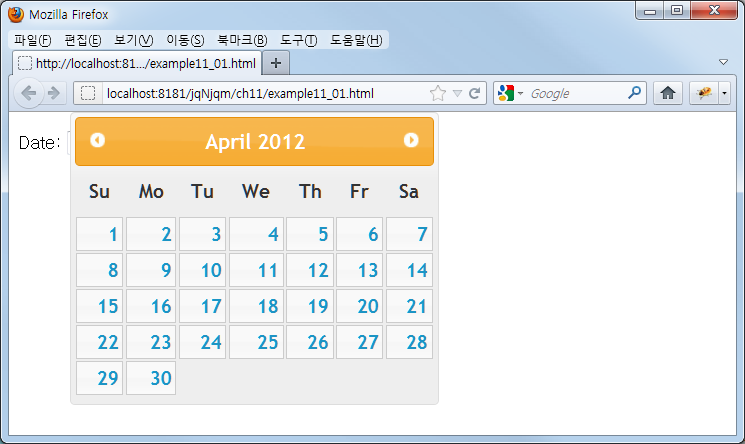 Mozilla Firefox
파일(F) 편집(E) 보기(V) 이동(S) 북마크(B) 도구(T) 도움말(H)
http://localhost:81.../example11_01.html
localhost:8181/jqNjqm/ch11/example11_01.html Google
Date:
April 2012
Su Mo Tu We Th Fr Sa
1 2 3 4 5 6 7
8 9 10 11 12 13 14
15 16 17 18 19 20 21
22 23 24 25 26 27 28
29 30